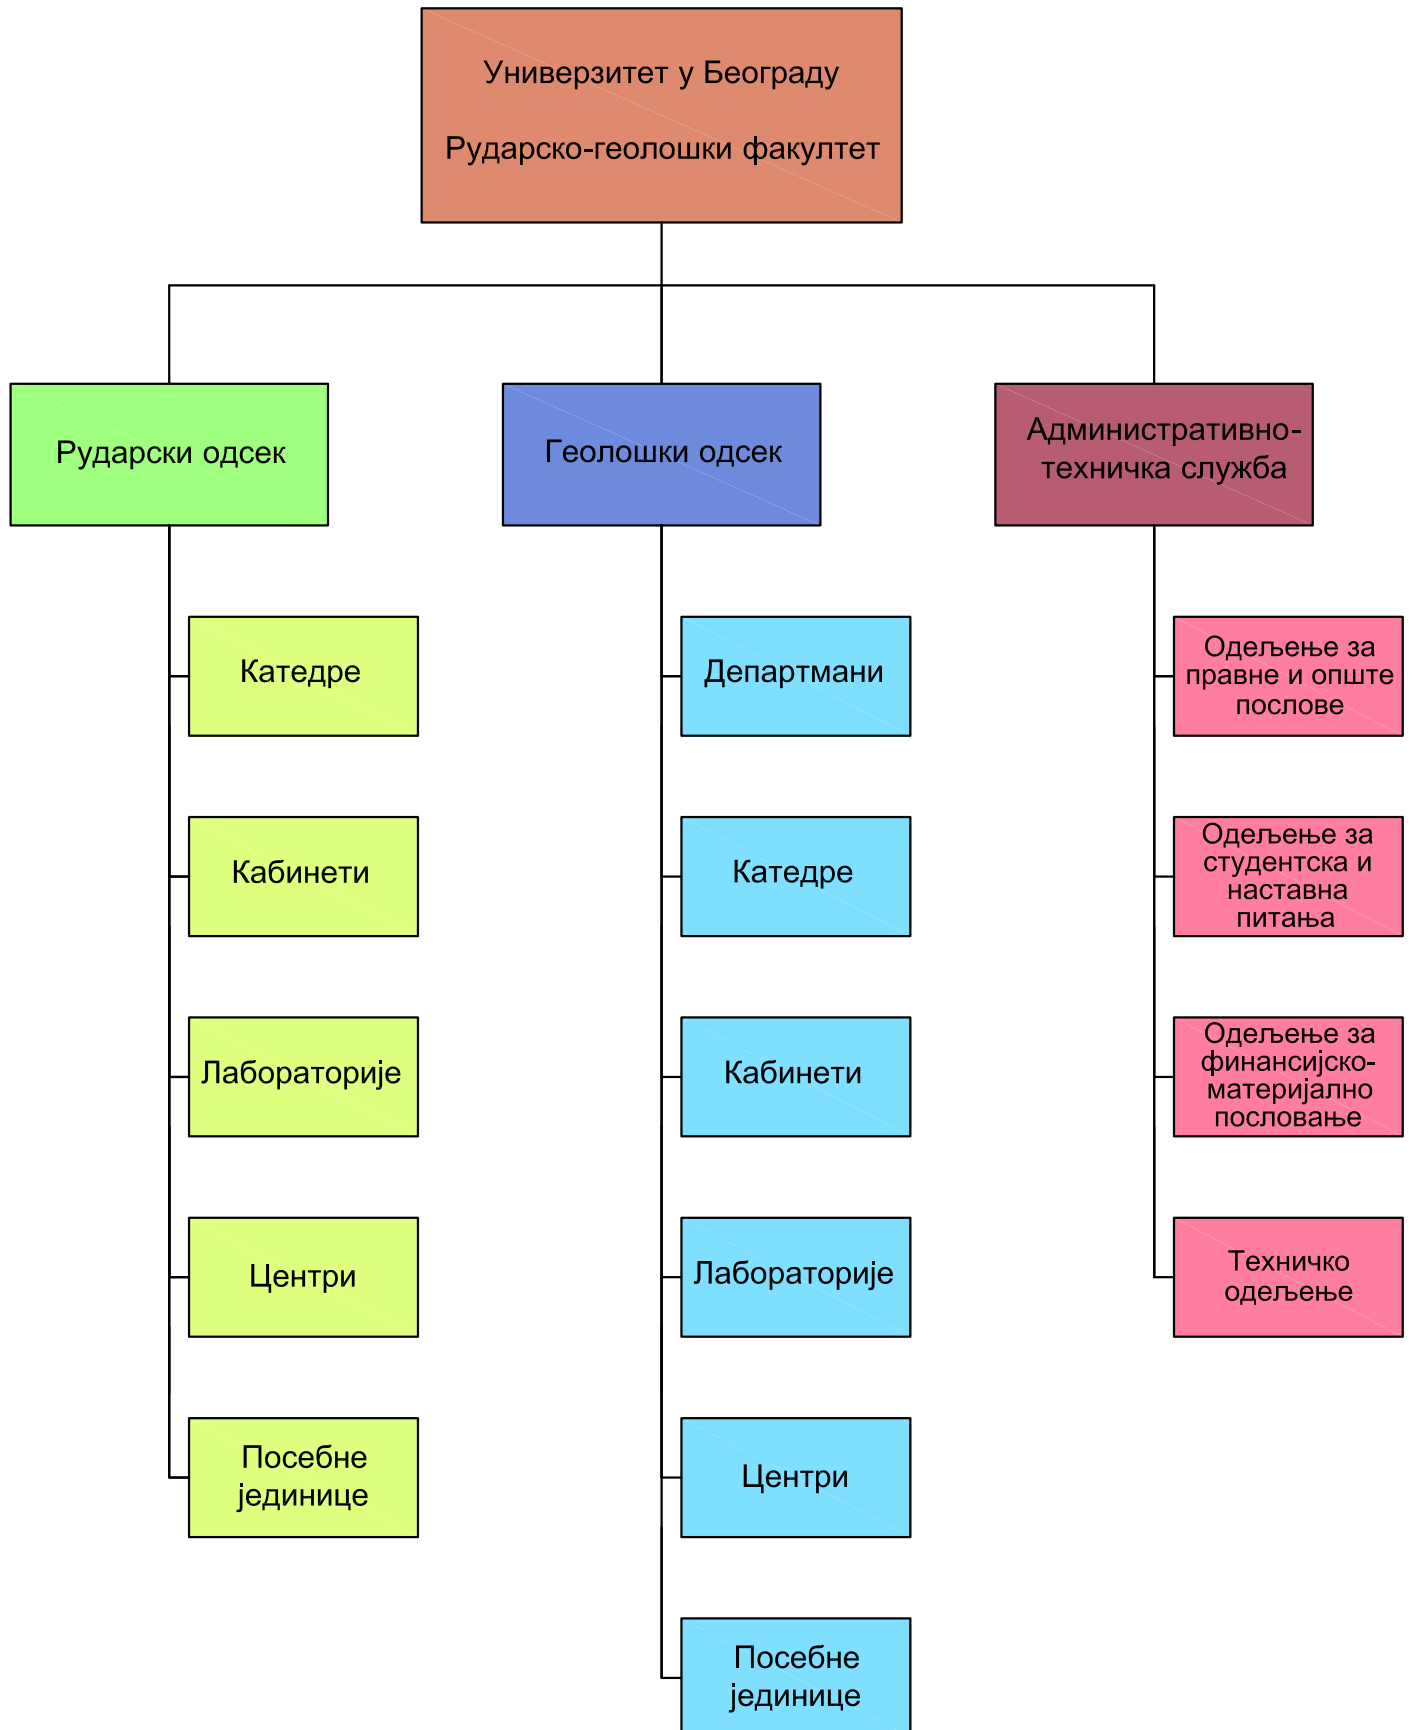 Универзитет у Београду
Рударско-геолошки факултет
Рударски одсек
Геолошки одсек
Административно-
техничка служба
Катедре
Кабинети
Лабораторије
Центри
Посебне
јединице
Департмани
Катедре
Кабинети
Лабораторије
Центри
Посебне
јединице
Одељење за
правне и опште
послове
Одељење за
студентска и
наставна
питања
Одељење за
финансијско-
материјално
пословање
Техничко
одељење